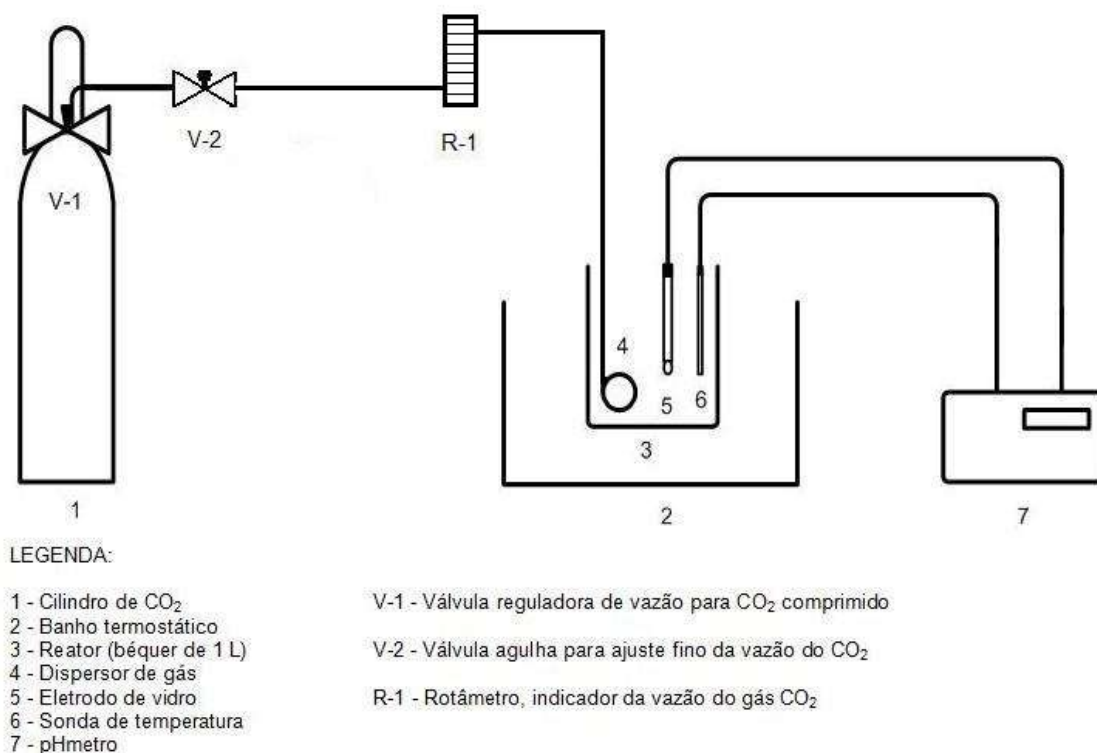 V-2
R-1
V-1
4
5
6
3
1
2
7
LEGENDA:
1 - Cilindro de CO₂
2 - Banho termostático
3 - Reator (béquer de 1 L)
4 - Dispersor de gás
5 - Eletrodo de vidro
6 - Sonda de temperatura
7 - pHmetro
V-1 - Válvula reguladora de vazão para CO₂ comprimido
V-2 - Válvula agulha para ajuste fino da vazão do CO₂
R-1 - Rotâmetro, indicador da vazão do gás CO₂